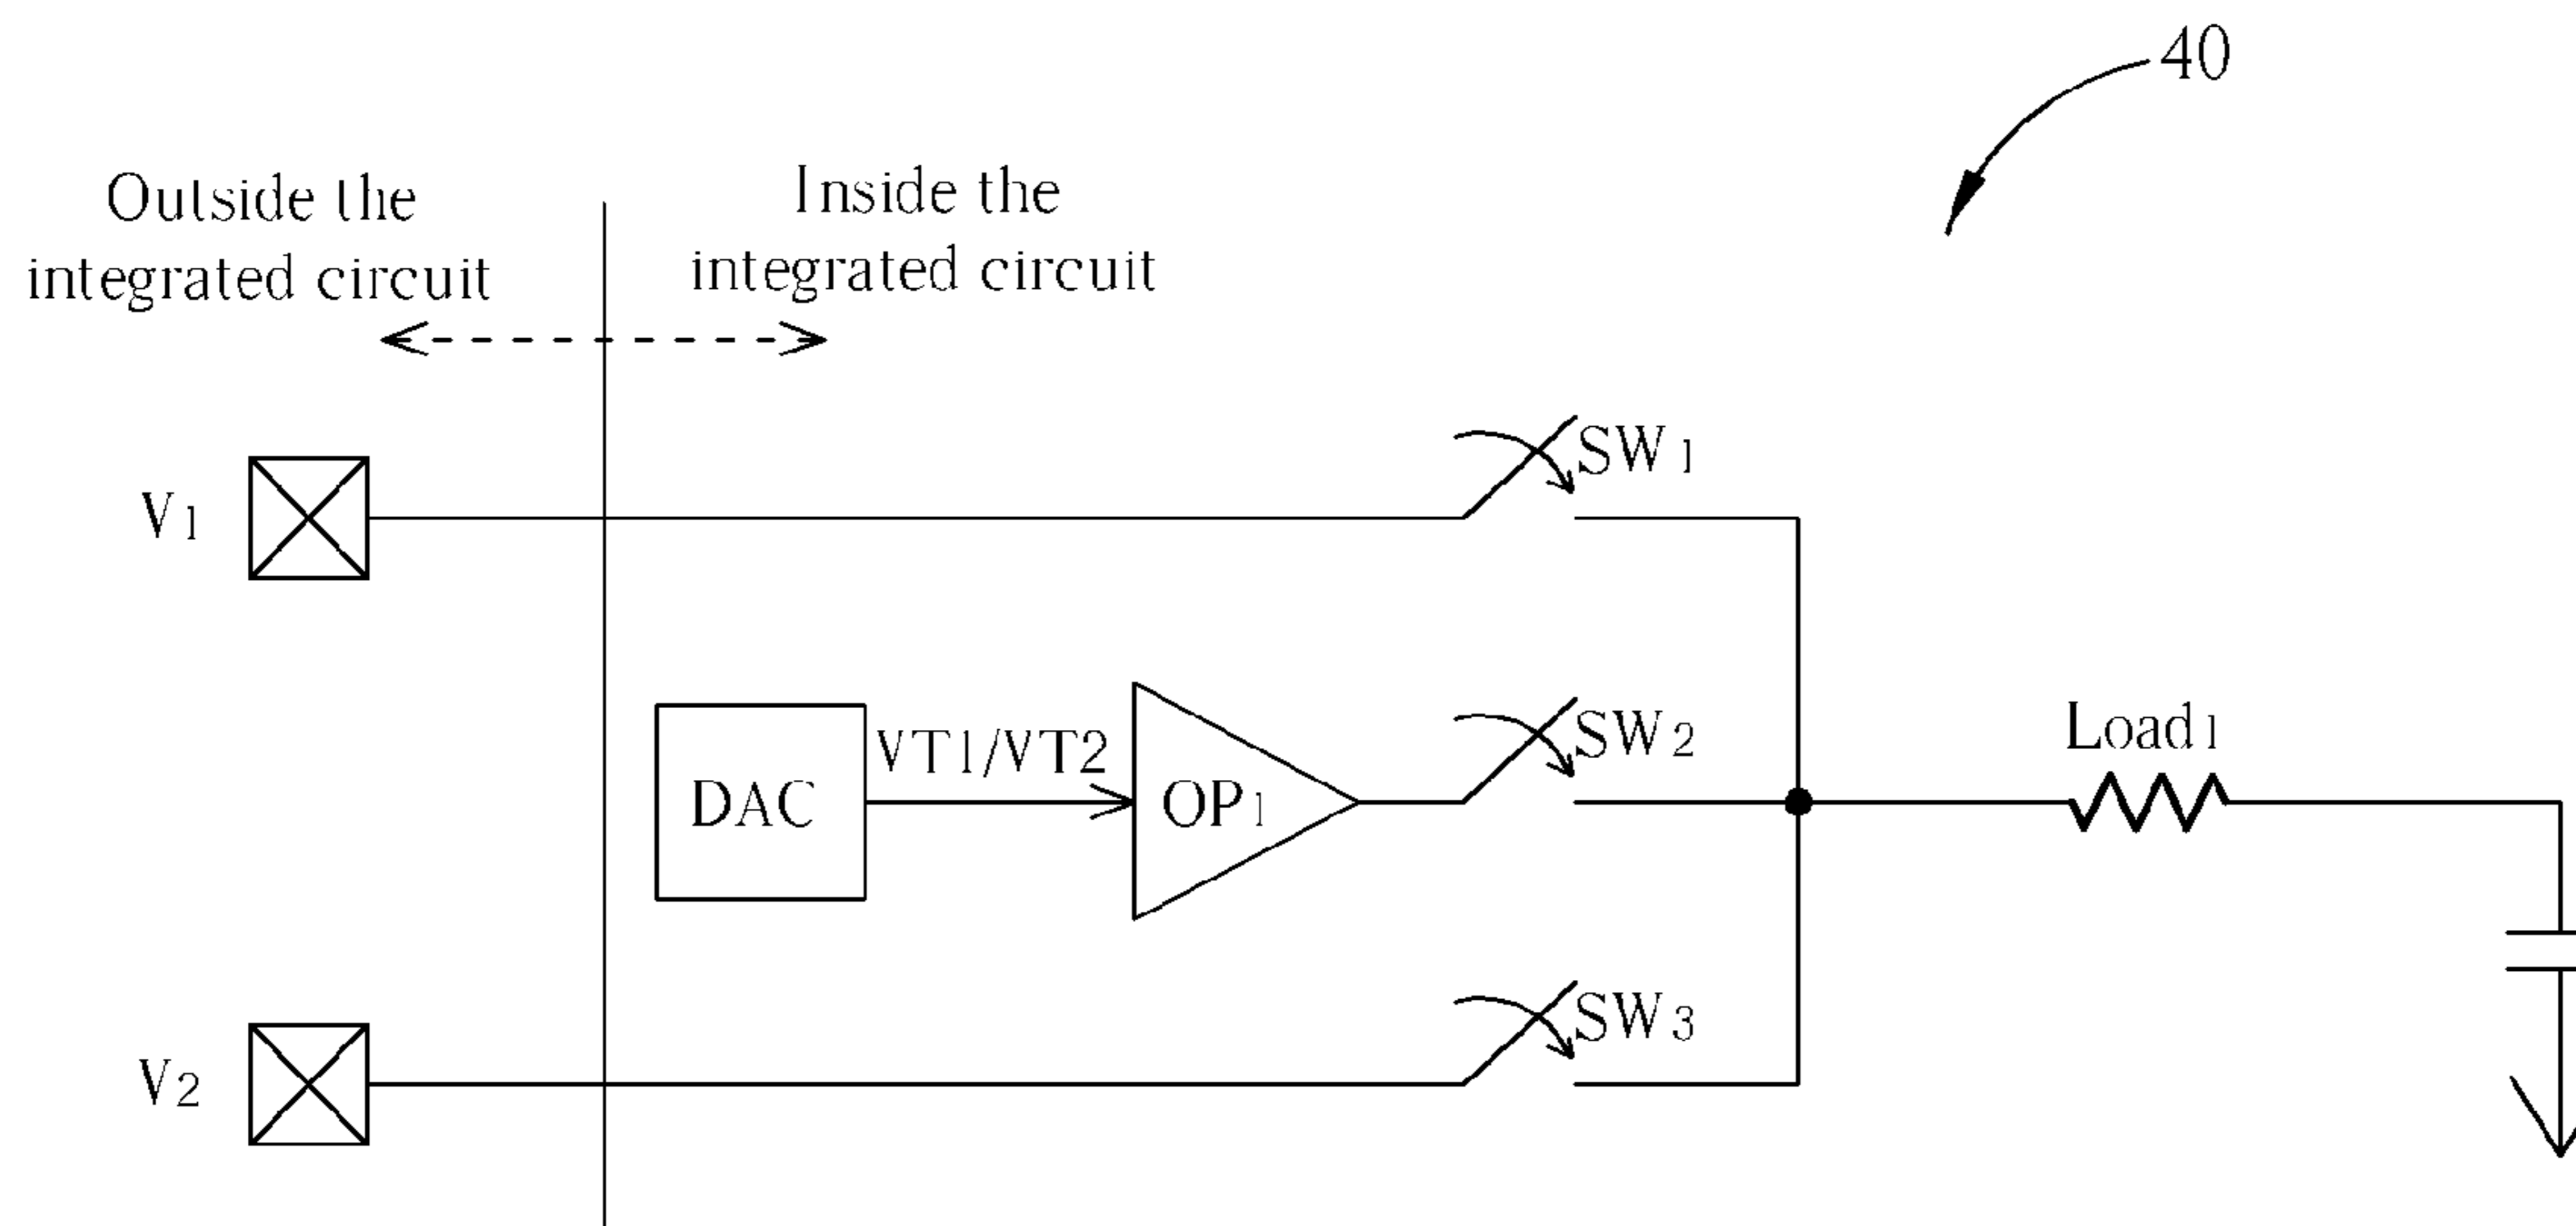 40
Outside the
integrated circuit
Inside the
integrated circuit
SW1
V1
VT1/VT2
DAC
OP1
SW2
Load1
SW3
V2